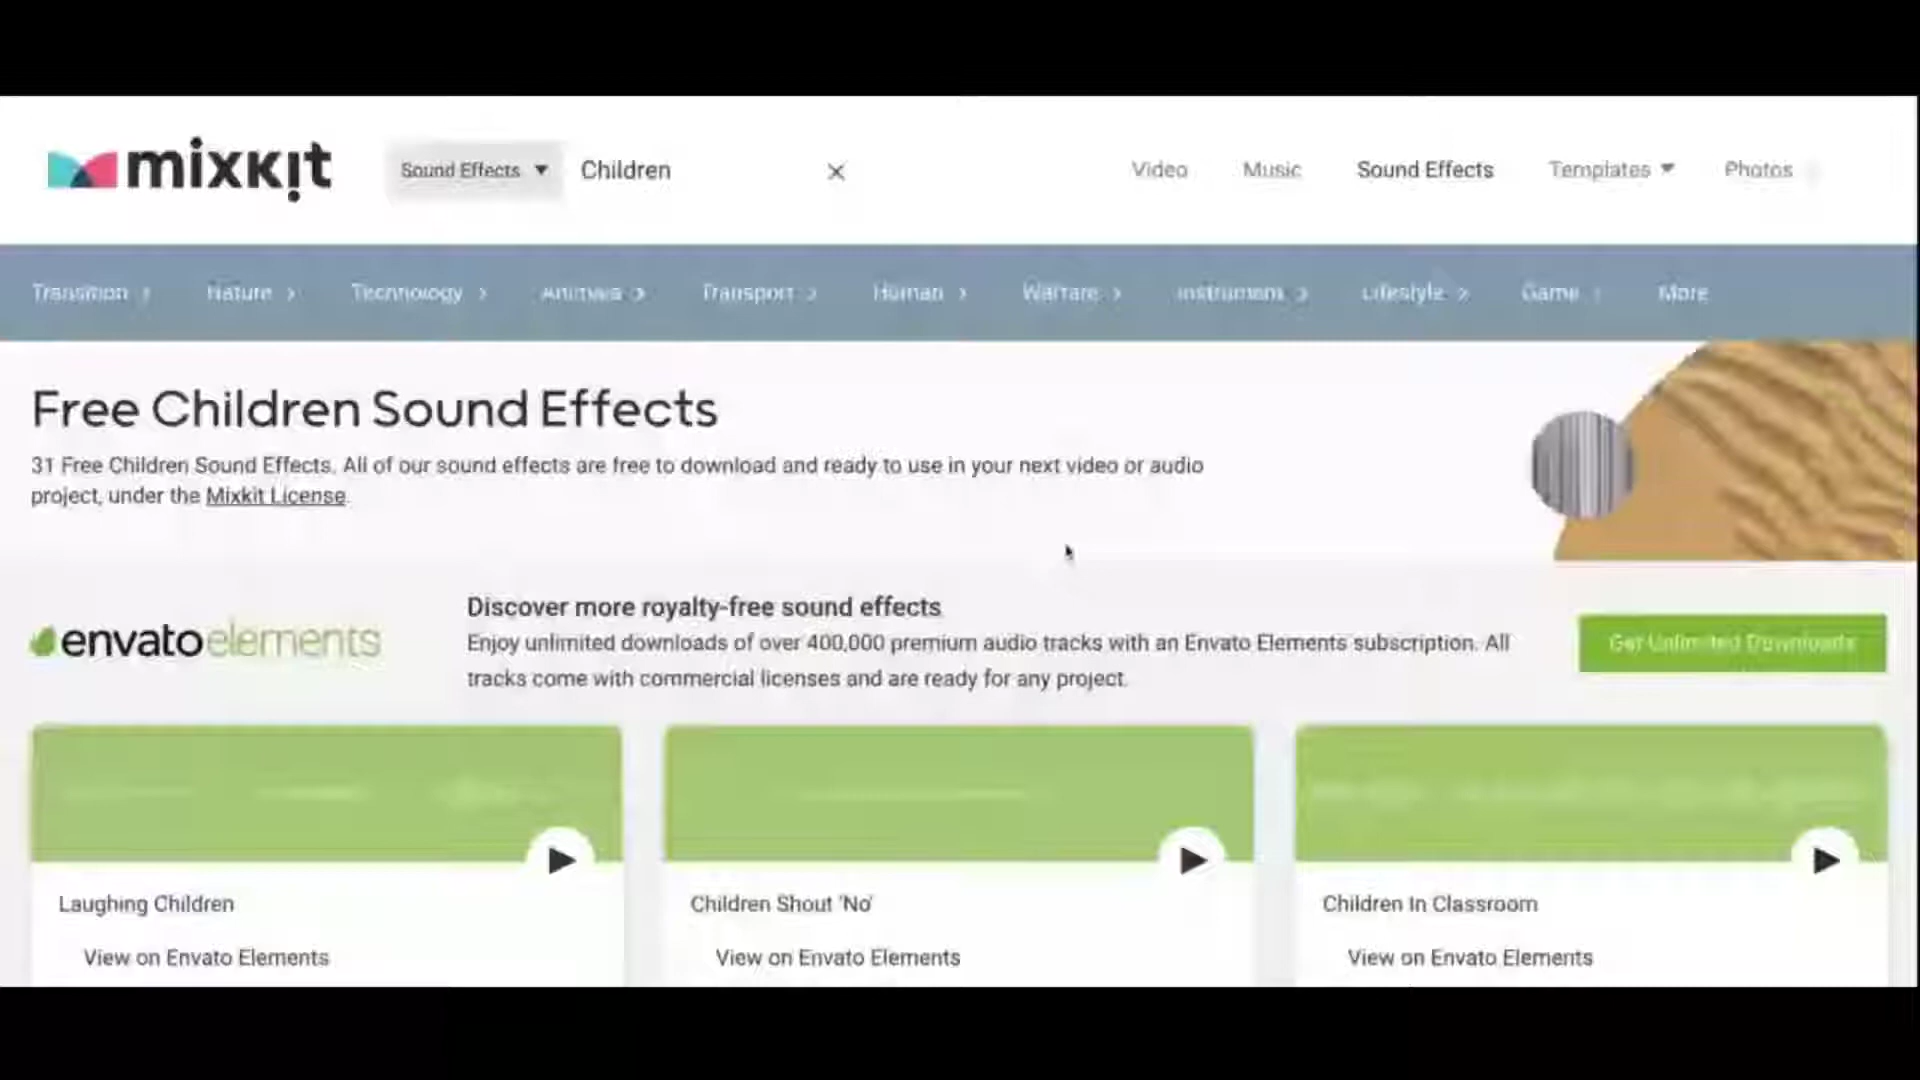 mixkit
Sound Effects
Children
Video
Music
Sound Effects
Templates
Photos
Transition
Nature
Technology
Animals
Transport
Human
Warfare
Instrument
Lifestyle
Game
More
Free Children Sound Effects
31 Free Children Sound Effects. All of our sound effects are free to download and ready to use in your next video or audio
project, under the Mixkit License.
envato elements
Discover more royalty-free sound effects
Enjoy unlimited downloads of over 400,000 premium audio tracks with an Envato Elements subscription. All
tracks come with commercial licenses and are ready for any project.
Get Unlimited Downloads
Laughing Children
Children Shout 'No'
Children In Classroom
View on Envato Elements
View on Envato Elements
View on Envato Elements